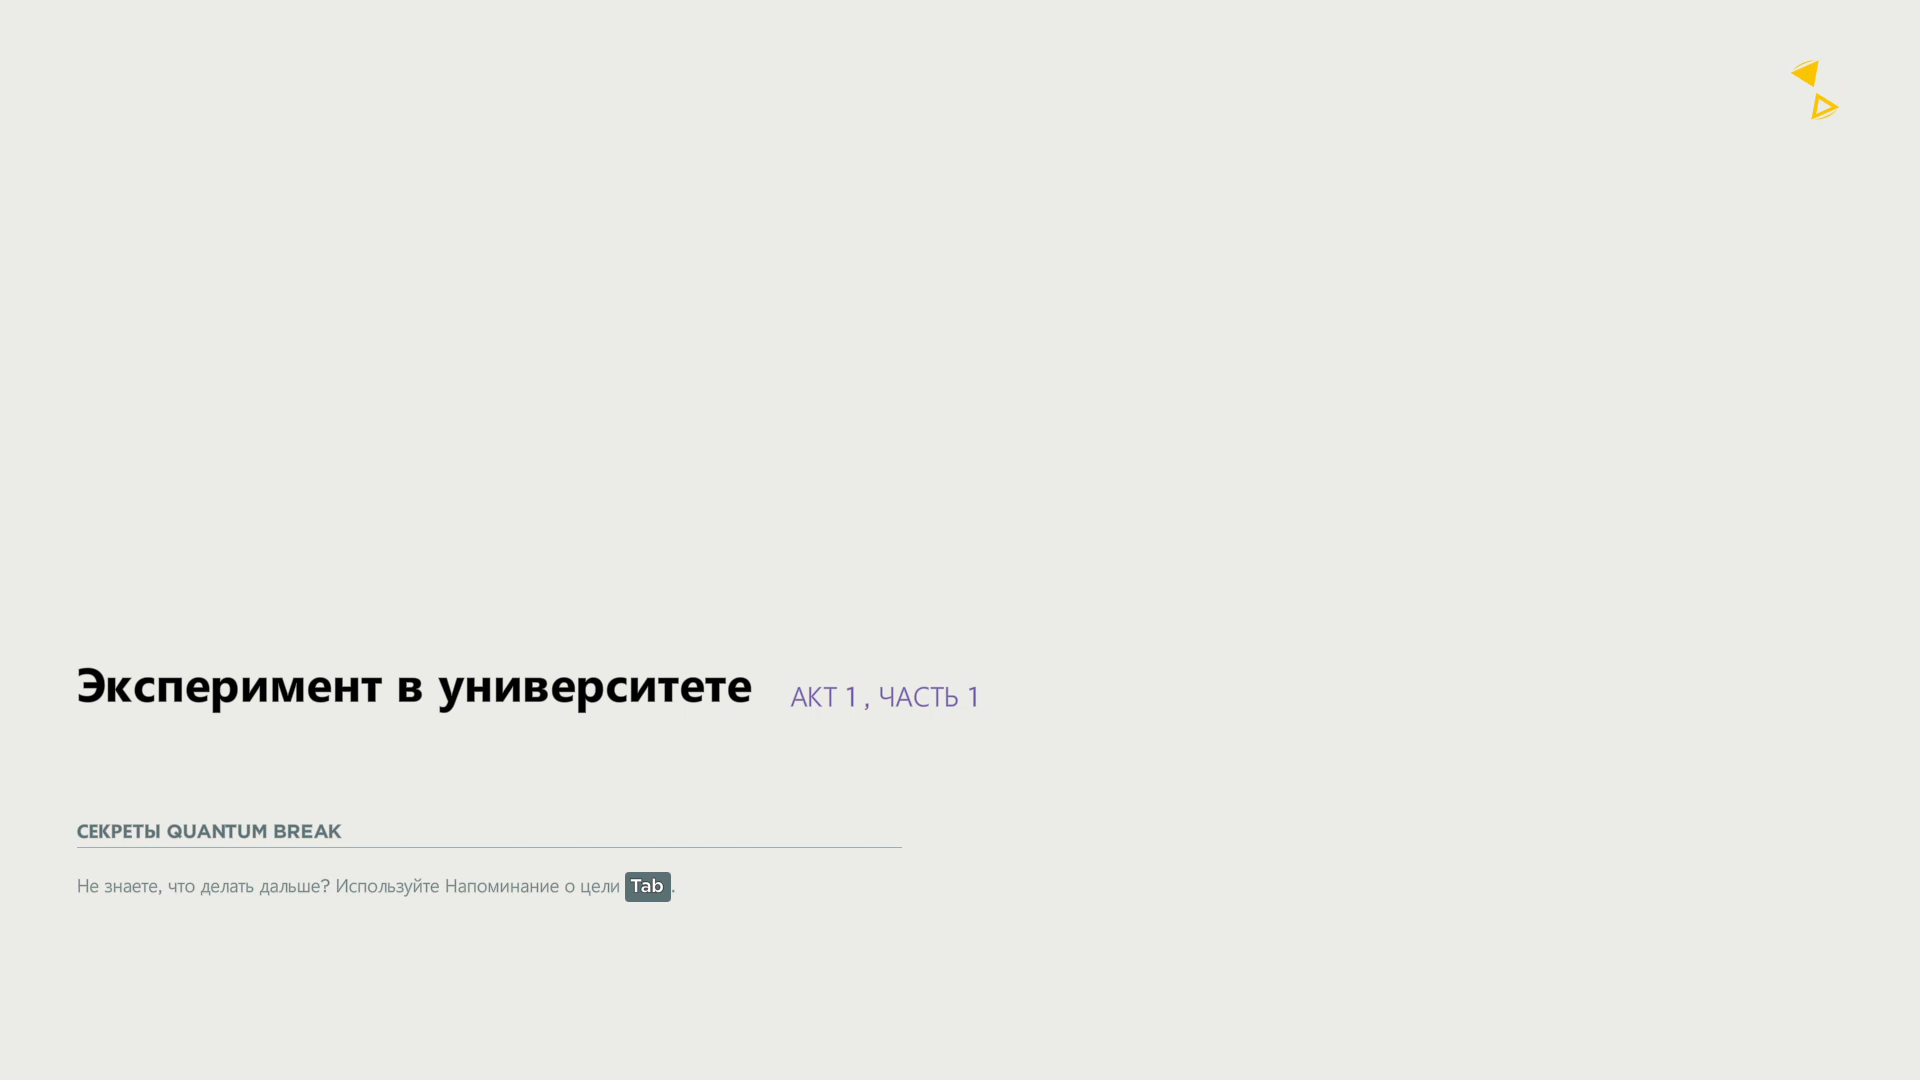 Эксперимент в университете АКТ 1 , ЧАСТЬ 1
СЕКРЕТЫ QUANTUM BREAK
Не знаете, что делать дальше? Используйте Напоминание о цели Tab.